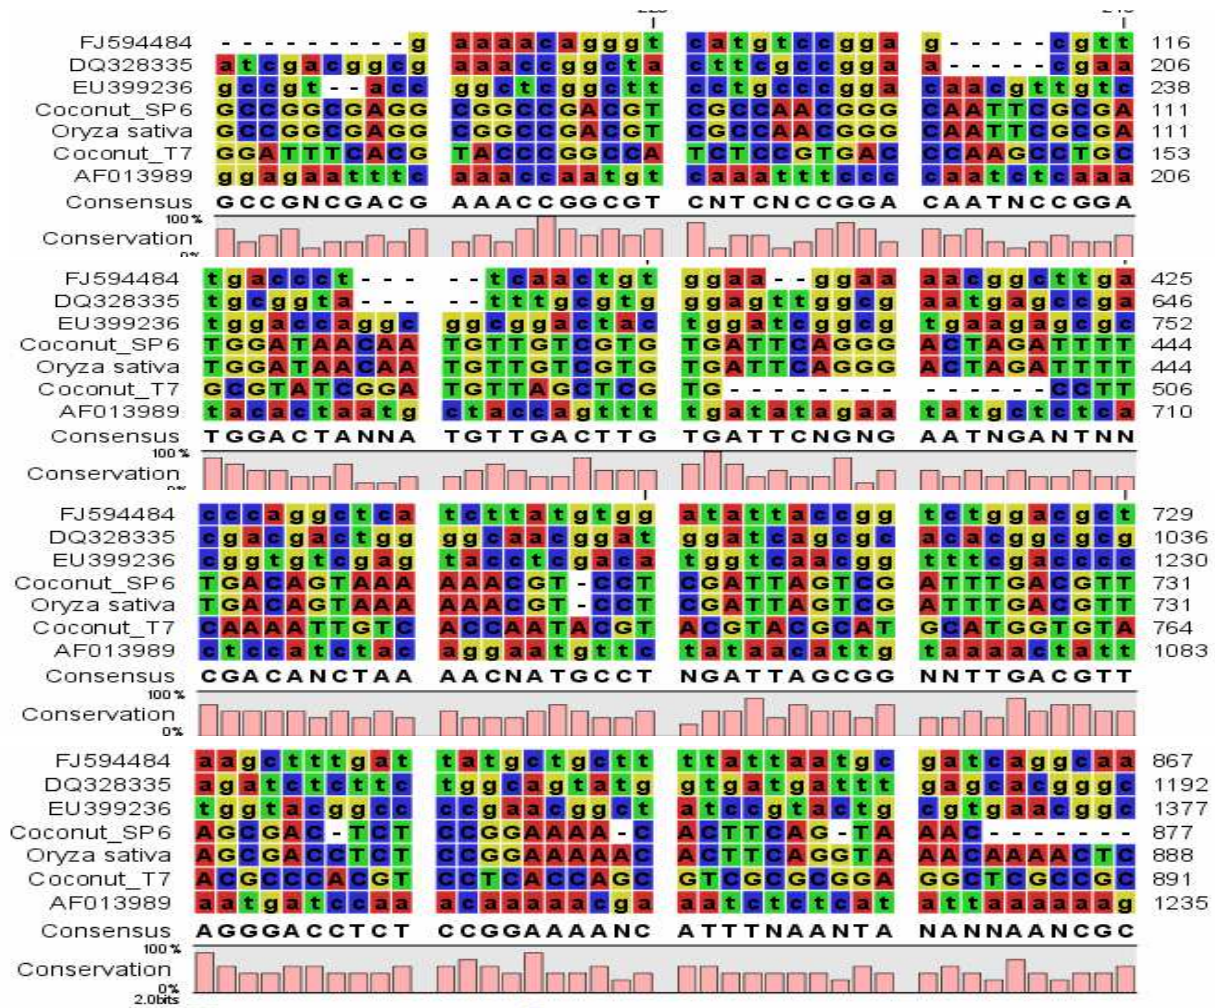 FJ594484 - - - - - - - - - g aaaacagggt catgtccgga g - - - - - cgtt 116
DQ328335 atcgacggcg aaaccggcta cttcgccgga a - - - - - cgaa 206
EU399236 gccgt - - acc ggctcggctt cctgcccgga caacgttgtc 238
Coconut_SP6 GCCGGCGAGG CGGCCGACGT CGCCAACGGG CAATTCGCGA 111
Oryza sativa GCCGGCGAGG CGGCCGACGT CGCCAACGGG CAATTCGCGA 111
Coconut_T7 GGATTTCACG TACCCGGCCA TCTCCGTGAC CCAAGCCTGC 153
AF013989 ggagaatttc aaaccaatgt caaatttccc caatctcaaa 206
Consensus GCCGNCGACG AAACCGGCGT CNTCNCCGGA CAATNCCGGA
100 %
Conservation
0%
FJ594484 tgaccct - - - - - tcaactgt ggaa - - ggaa aacggcttga 425
DQ328335 tgcggta - - - - - tttgcgtg ggagttggcg aatgagccga 646
EU399236 tggaccaggc ggcggactac tggatcggcg tgaagagcgc 752
Coconut_SP6 TGGATAACAA TGTTGTCGTG TGATTCAGGG ACTAGATTTT 444
Oryza sativa TGGATAACAA TGTTGTCGTG TGATTCAGGG ACTAGATTTT 444
Coconut_T7 GCGTATCGGA TGTTAGCTCG TG - - - - - - - - - - - - - - CCTT 506
AF013989 tacactaatg ctaccagttt tgatatagaa tatgctctca 710
Consensus TGGACTANNA TGTTGACTTG TGATTCNGNG AATNGANTNN
100 %
Conservation
0%
FJ594484 cccaggctca tcttatgtgg atattaccgg tctggacgct 729
DQ328335 cgacgactgg ggcaacggat ggatcagcgc acacggcgcg 1036
EU399236 cggtgtcgag tacctcgaca tggtcaacgg tttcgacccc 1230
Coconut_SP6 TGACAGTAAA AAACGT - CCT CGATTAGTCG ATTTGACGTT 731
Oryza sativa TGACAGTAAA AAACGT - CCT CGATTAGTCG ATTTGACGTT 731
Coconut_T7 CAAAATTGTC ACCAATACGT ACGTACGCAT GCATGGTGTA 764
AF013989 ctccatctac aggaatgttc tataacattg taaaactatt 1083
Consensus CGACANCTAA AACNATGCCT NGATTAGCGG NNTTGACGTT
100 %
Conservation
0%
FJ594484 aagctttgat tatgctgctt ttattaatgc gatcaggcaa 867
DQ328335 agatctcttc tggcagtatg gtgatgattt gagcacgggc 1192
EU399236 tggtacggcc ccgaacggct atccgtactg cgtgaacggc 1377
Coconut_SP6 AGCGAC - TCT CCGGAAAA - C ACTTCAG - TA AAC - - - - - - - 877
Oryza sativa AGCGACCTCT CCGGAAAAAC ACTTCAGGTA AACAAAACTC 888
Coconut_T7 ACGCCCACGT CCTCACCAGC GTCGCGCGGA GGCTCGCCGC 891
AF013989 aatgatccaa acaaaaacga aatctctcat attaaaaaag 1235
Consensus AGGGACCTCT CCGGAAAANC ATTTNAANTA NANNAANCGC
100 %
Conservation
0%
2.0bits